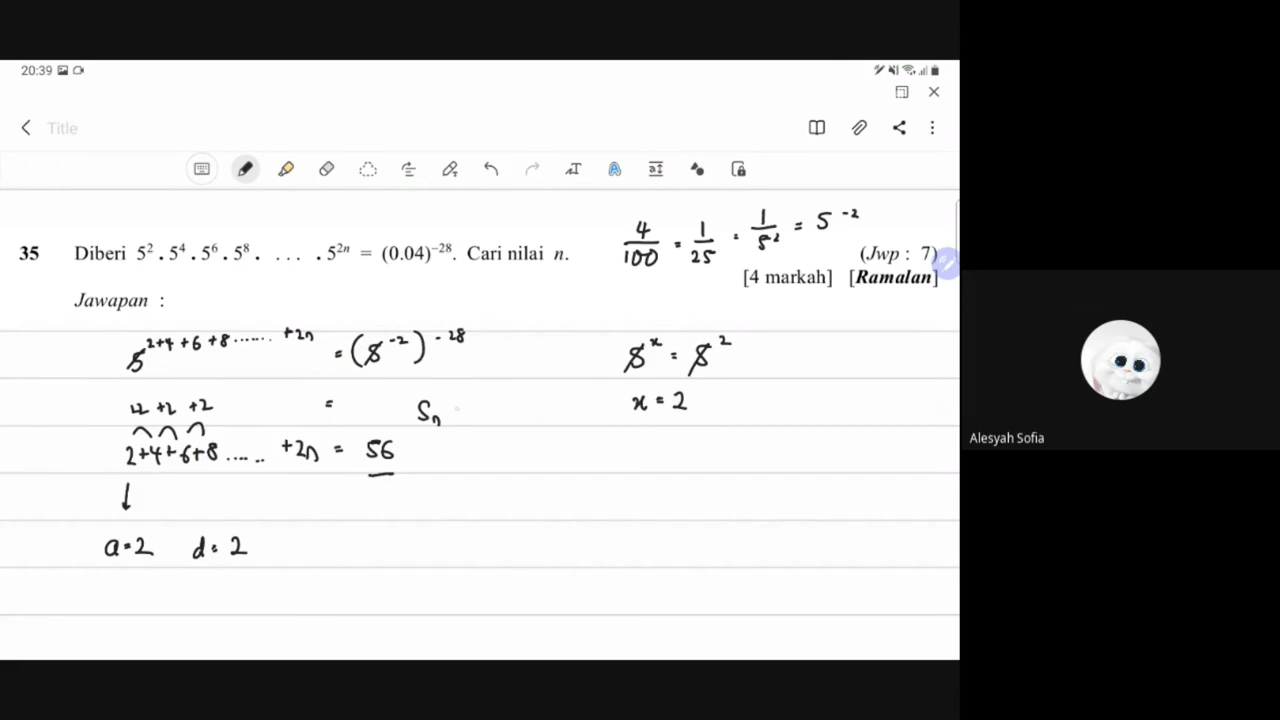 20:39
Title
35 Diberi 5² . 5⁴ . 5⁶ . 5⁸ . ... . 5²ⁿ = (0.04)⁻²⁸. Cari nilai n. (Jwp : 7)
[4 markah] [Ramalan]
4/100 = 1/25 = 1/5² = 5⁻²
Jawapan :
5^(2+4+6+8...... +2n) = (5⁻²)⁻²⁸
5ˣ = 5²
+2 +2 +2 = Sn
x = 2
2+4+6+8 ..... +2n = 56
↓
a=2 d=2
Alesyah Sofia